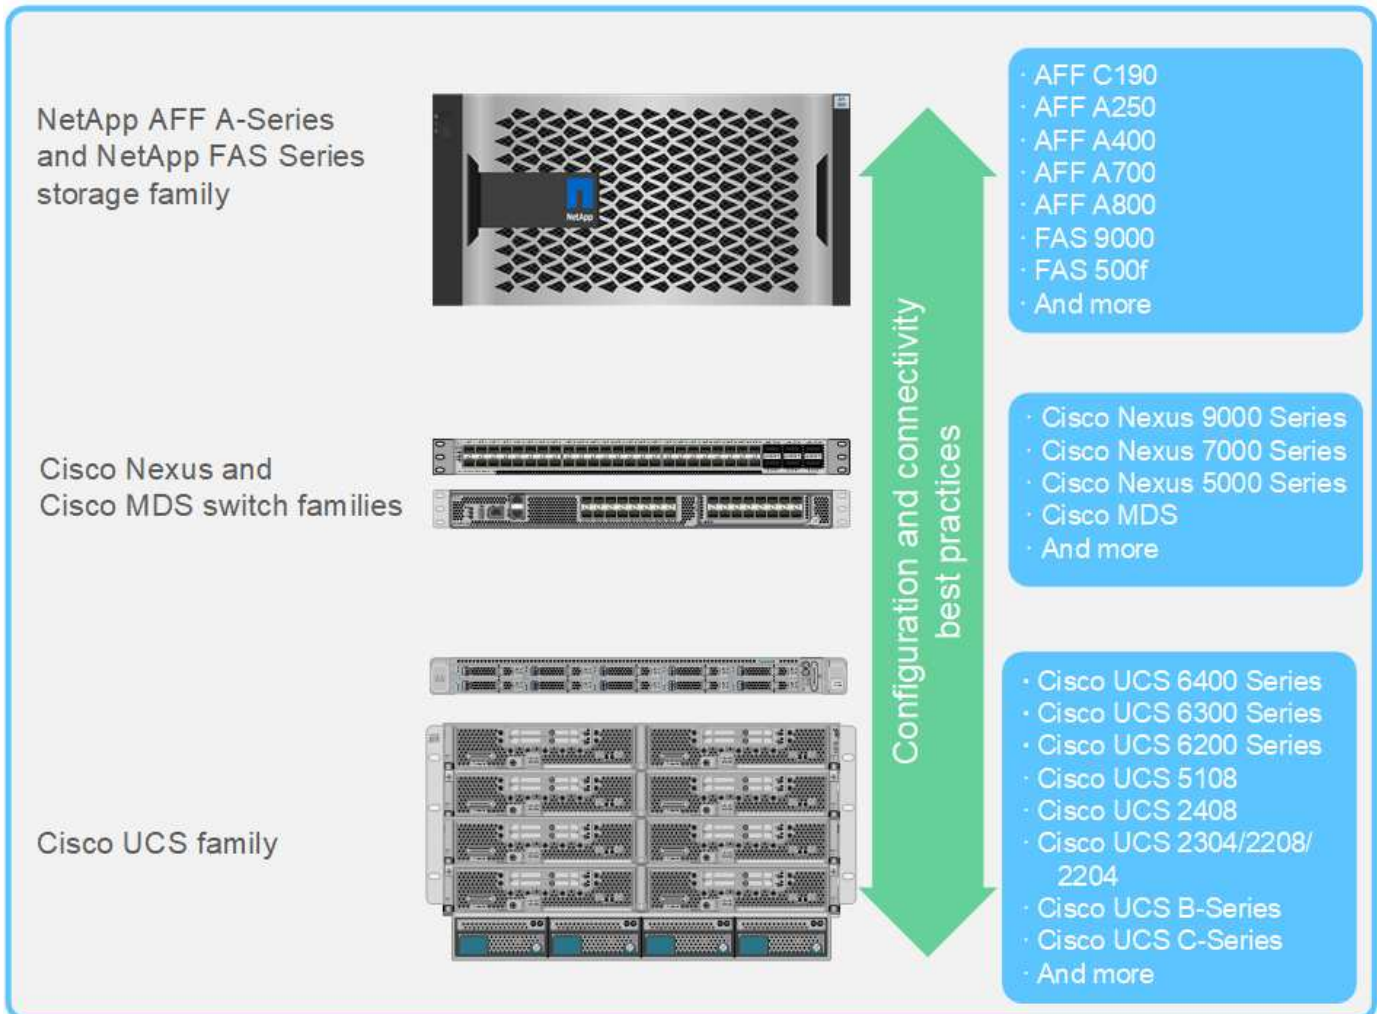 NetApp AFF A-Series
and NetApp FAS Series
storage family
NetApp
· AFF C190
· AFF A250
· AFF A400
· AFF A700
· AFF A800
· FAS 9000
· FAS 500f
· And more
Configuration and connectivity
best practices
Cisco Nexus and
Cisco MDS switch families
· Cisco Nexus 9000 Series
· Cisco Nexus 7000 Series
· Cisco Nexus 5000 Series
· Cisco MDS
· And more
Cisco UCS family
· Cisco UCS 6400 Series
· Cisco UCS 6300 Series
· Cisco UCS 6200 Series
· Cisco UCS 5108
· Cisco UCS 2408
· Cisco UCS 2304/2208/
2204
· Cisco UCS B-Series
· Cisco UCS C-Series
· And more